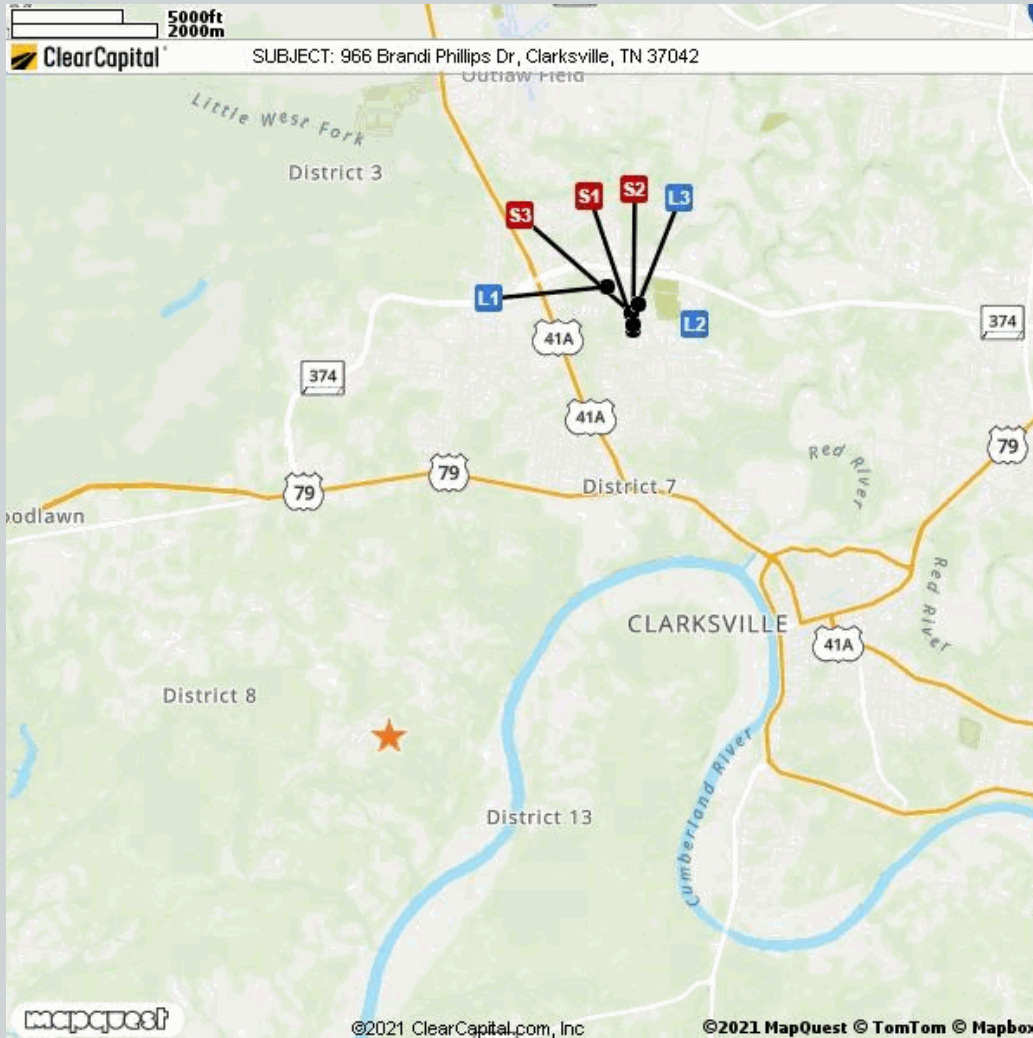 5000ft
2000m
ClearCapital
SUBJECT: 966 Brandi Phillips Dr, Clarksville, TN 37042
Outlaw Field
Little West Fork
District 3
S3
S1
S2
L3
L1
L2
41A
374
374
41A
79
79
79
District 7
Red River
oodlawn
Red River
CLARKSVILLE
41A
District 8
Cumberland River
District 13
mapquest
©2021 ClearCapital.com, Inc
©2021 MapQuest © TomTom © Mapbox